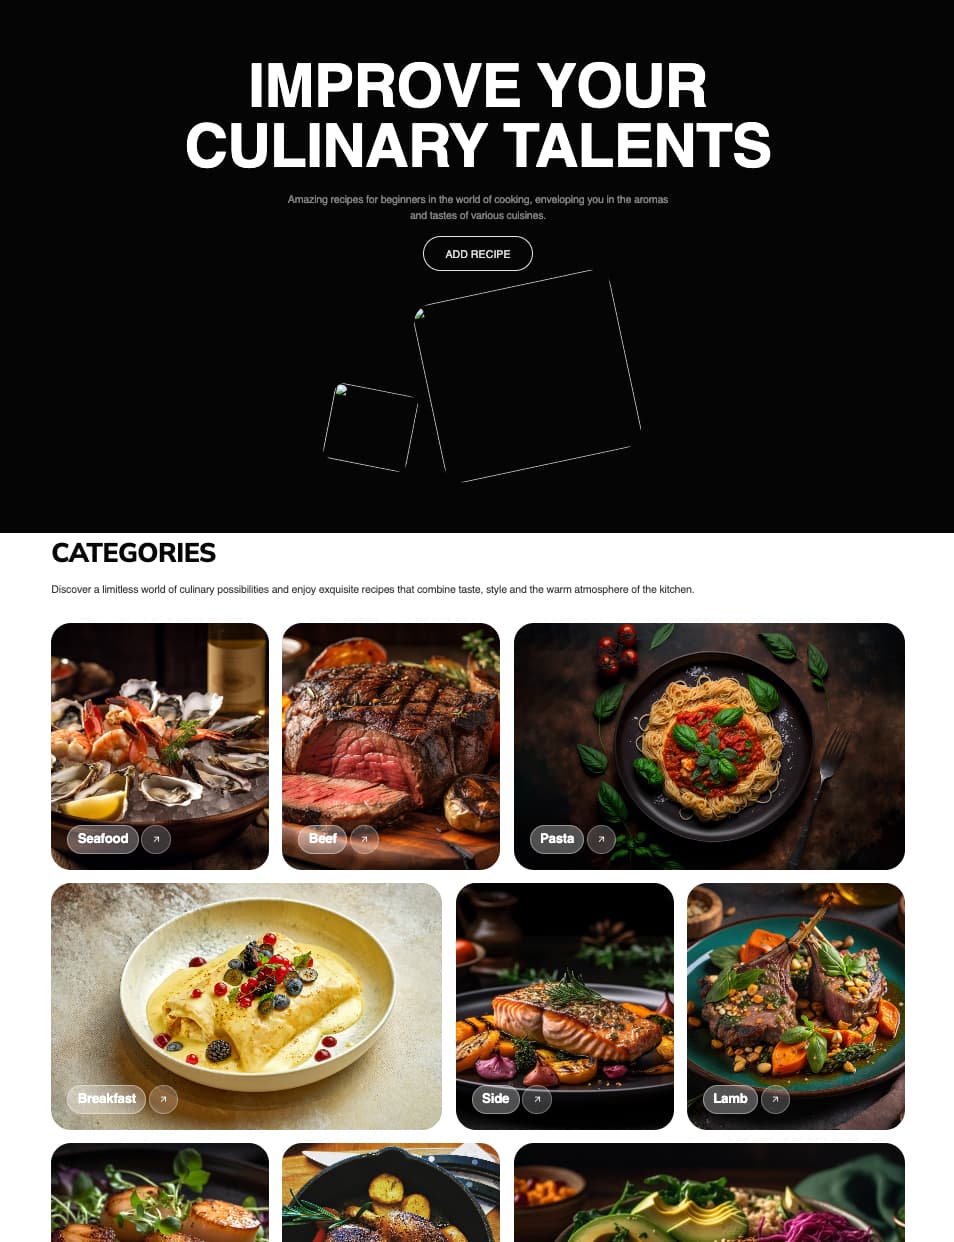 IMPROVE YOUR
CULINARY TALENTS
Amazing recipes for beginners in the world of cooking, enveloping you in the aromas
and tastes of various cuisines.
ADD RECIPE
CATEGORIES
Discover a limitless world of culinary possibilities and enjoy exquisite recipes that combine taste, style and the warm atmosphere of the kitchen.
Seafood
Beef
Pasta
Breakfast
Side
Lamb